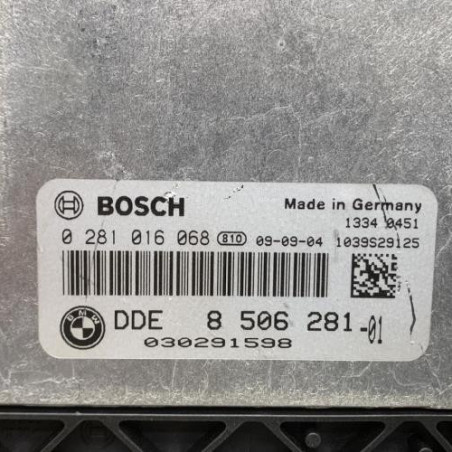 BOSCH Made in Germany
1334 0451
0 281 016 068 810 09-09-04 1039S29125
BMW DDE 8 506 281-01
030291598